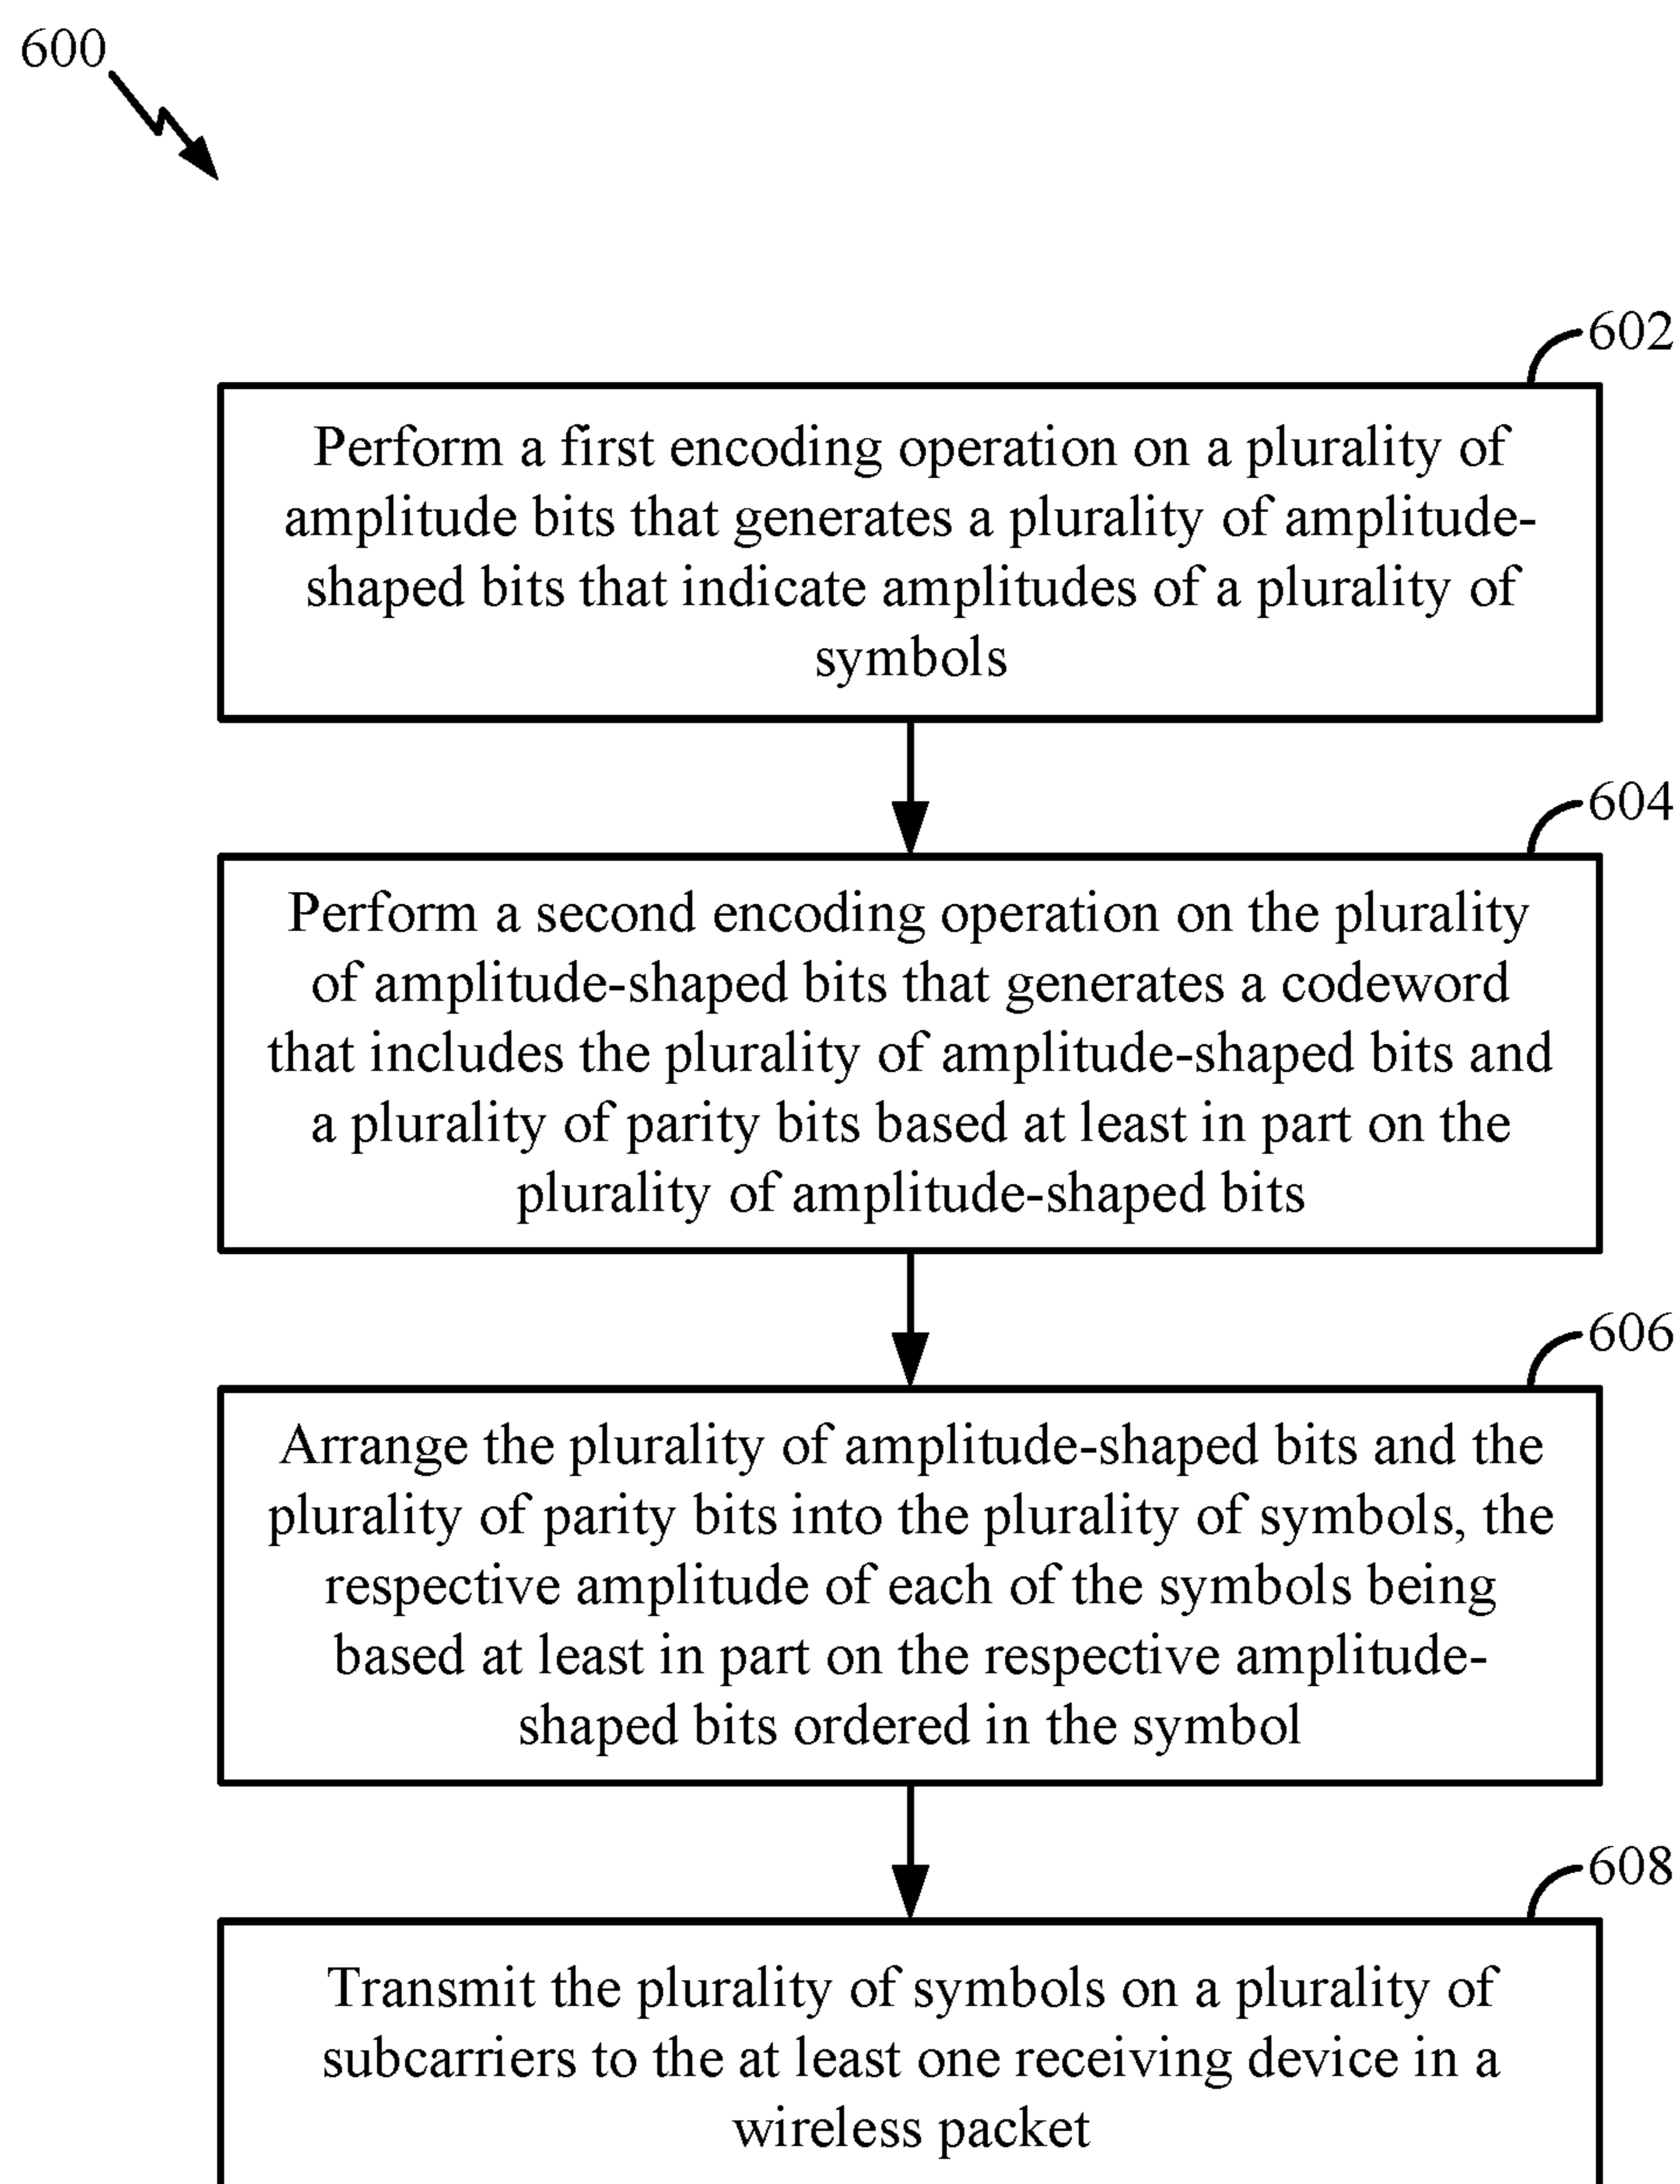 600
602
Perform a first encoding operation on a plurality of
amplitude bits that generates a plurality of amplitude-
shaped bits that indicate amplitudes of a plurality of
symbols
604
Perform a second encoding operation on the plurality
of amplitude-shaped bits that generates a codeword
that includes the plurality of amplitude-shaped bits and
a plurality of parity bits based at least in part on the
plurality of amplitude-shaped bits
606
Arrange the plurality of amplitude-shaped bits and the
plurality of parity bits into the plurality of symbols, the
respective amplitude of each of the symbols being
based at least in part on the respective amplitude-
shaped bits ordered in the symbol
608
Transmit the plurality of symbols on a plurality of
subcarriers to the at least one receiving device in a
wireless packet